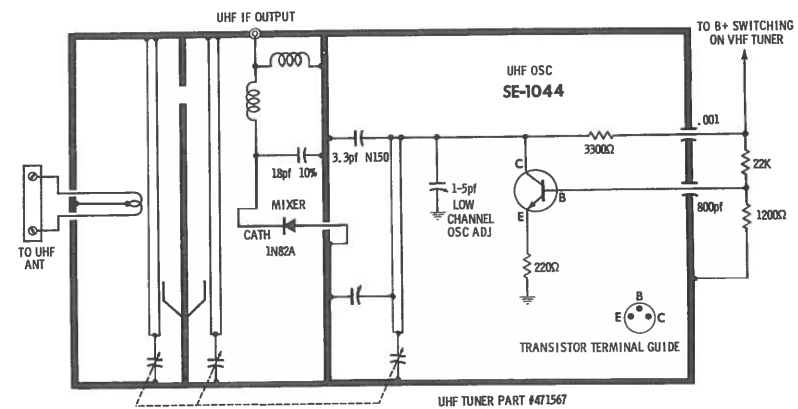 UHF IF OUTPUT
TO B+ SWITCHING
ON VHF TUNER
UHF OSC
SE-1044
.001
3.3pf N150
3300Ω
22K
18pf 10%
C
1-5pf
LOW
CHANNEL
OSC ADJ
B
E
800pf
1200Ω
MIXER
CATH
1N82A
TO UHF
ANT
220Ω
B
E C
TRANSISTOR TERMINAL GUIDE
UHF TUNER PART #471567